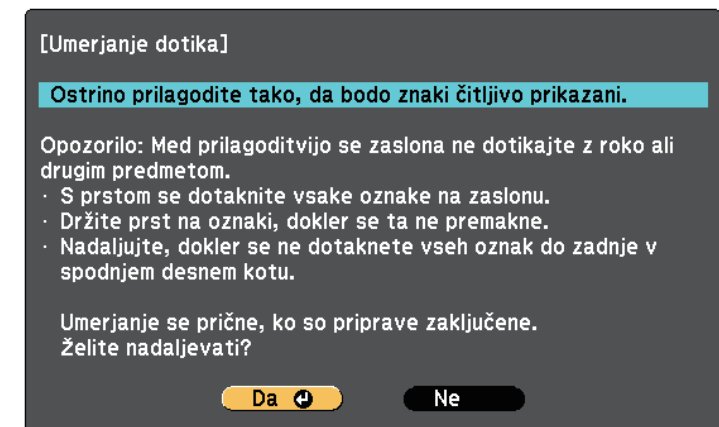 [Umerjanje dotika]
Ostrino prilagodite tako, da bodo znaki čitljivo prikazani.
Opozorilo: Med prilagoditvijo se zaslona ne dotikajte z roko ali
drugim predmetom.
· S prstom se dotaknite vsake oznake na zaslonu.
· Držite prst na oznaki, dokler se ta ne premakne.
· Nadaljujte, dokler se ne dotaknete vseh oznak do zadnje v
spodnjem desnem kotu.
Umerjanje se prične, ko so priprave zaključene.
Želite nadaljevati?
Da Ne